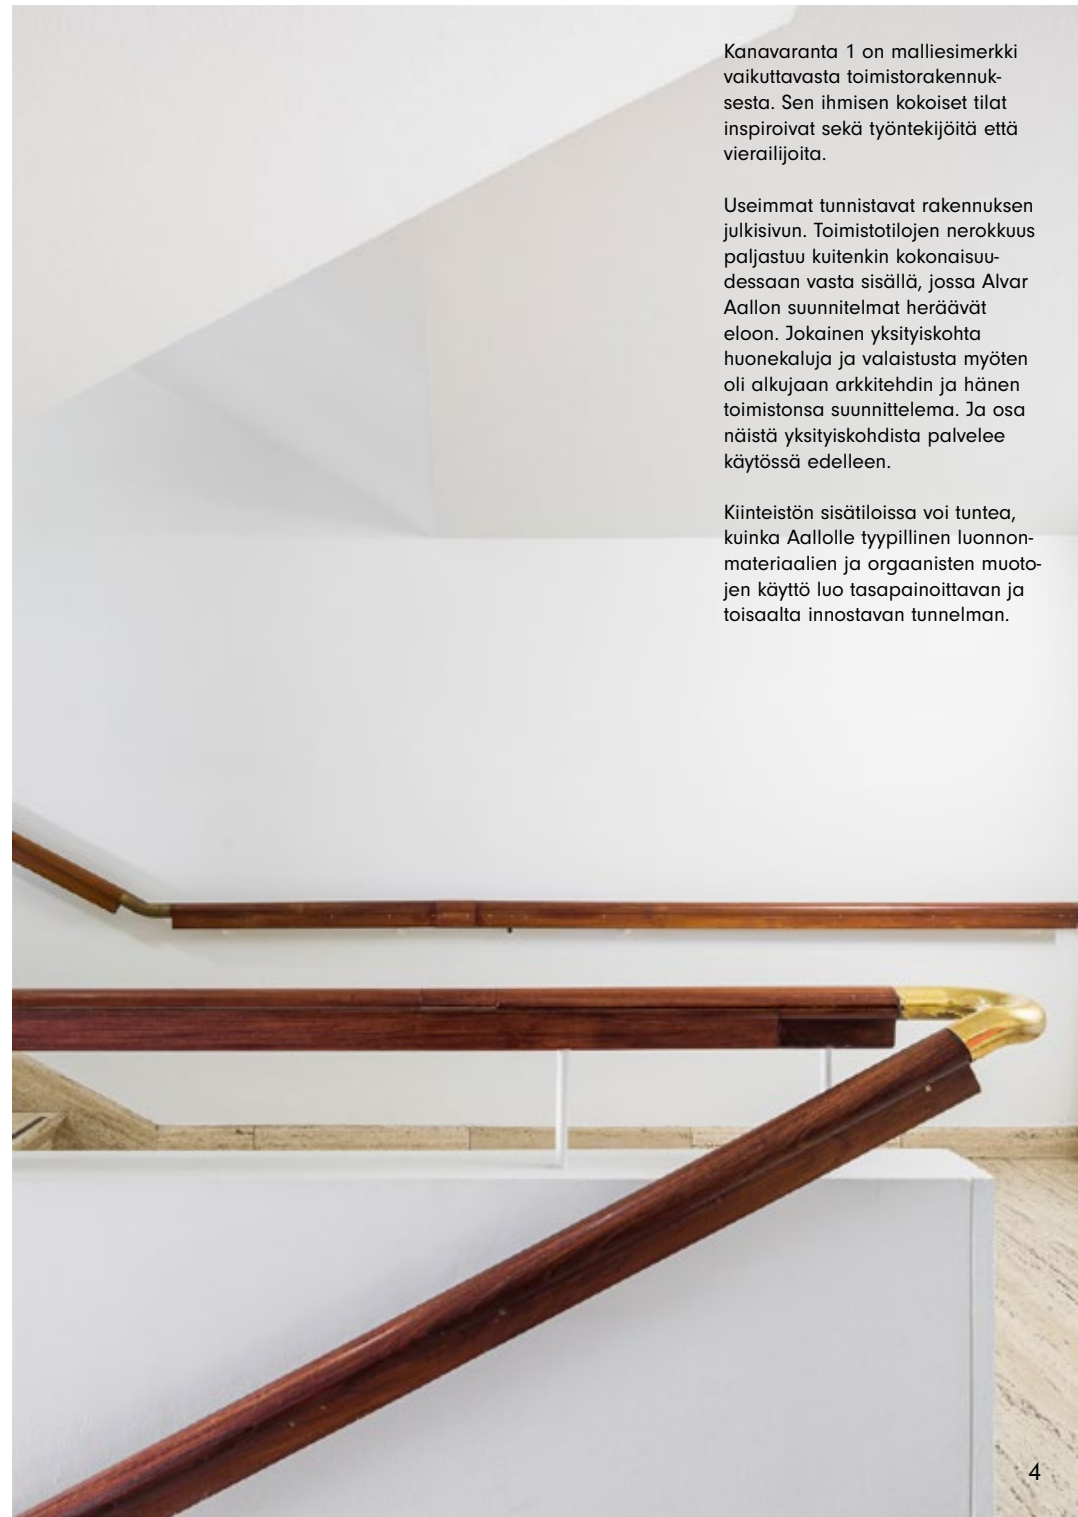 Kanavaranta 1 on malliesimerkki
vaikuttavasta toimistorakennuk-
sesta. Sen ihmisen kokoiset tilat
inspiroivat sekä työntekijöitä että
vierailijoita.

Useimmat tunnistavat rakennuksen
julkisivun. Toimistotilojen nerokkuus
paljastuu kuitenkin kokonaisuu-
dessaan vasta sisällä, jossa Alvar
Aallon suunnitelmat heräävät
eloon. Jokainen yksityiskohta
huonekaluja ja valaistusta myöten
oli alkujaan arkkitehdin ja hänen
toimistonsa suunnittelema. Ja osa
näistä yksityiskohdista palvelee
käytössä edelleen.

Kiinteistön sisätiloissa voi tuntea,
kuinka Aallolle tyypillinen luonnon-
materiaalien ja orgaanisten muoto-
jen käyttö luo tasapainoittavan ja
toisaalta innostavan tunnelman.

4